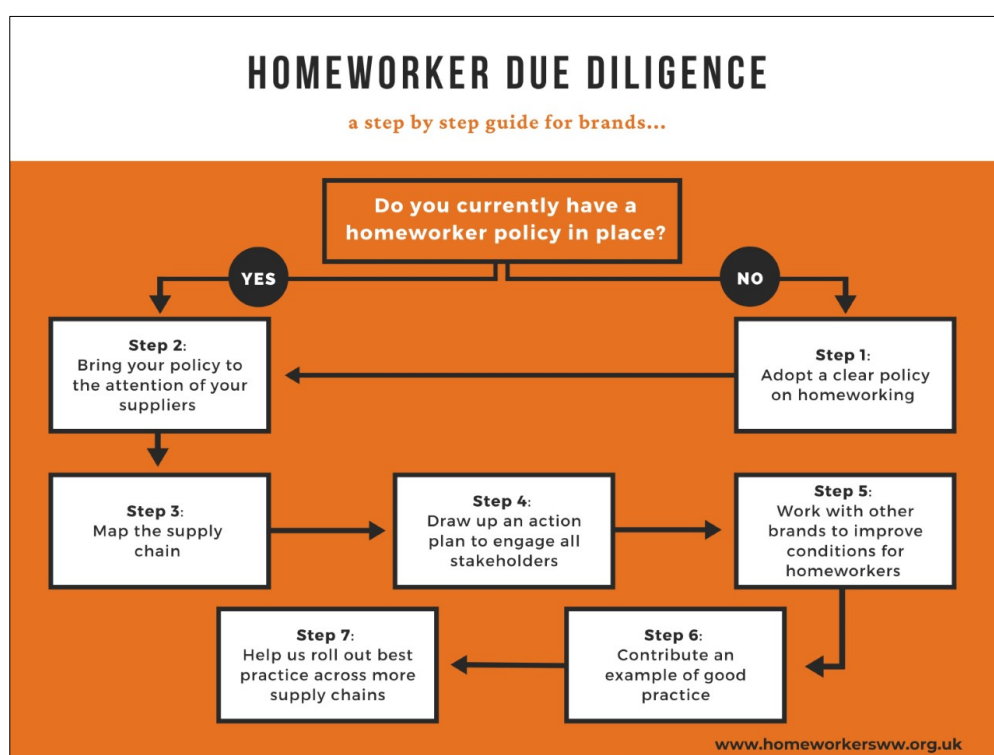 HOMEWORKER DUE DILIGENCE
a step by step guide for brands...
Do you currently have a
homeworker policy in place?
YES
NO
Step 1:
Adopt a clear policy
on homeworking
Step 2:
Bring your policy to
the attention of your
suppliers
Step 3:
Map the supply
chain
Step 4:
Draw up an action
plan to engage all
stakeholders
Step 5:
Work with other
brands to improve
conditions for
homeworkers
Step 6:
Contribute an
example of good
practice
Step 7:
Help us roll out best
practice across more
supply chains
www.homeworkersww.org.uk